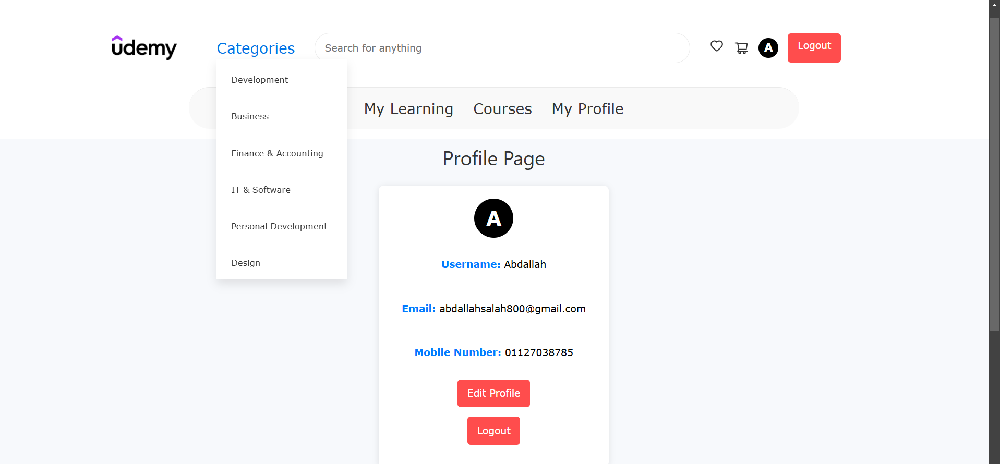 udemy
Categories
Search for anything
A
Logout
Development
Business
Finance & Accounting
IT & Software
Personal Development
Design
My Learning
Courses
My Profile
Profile Page
A
Username: Abdallah
Email: abdallahsalah800@gmail.com
Mobile Number: 01127038785
Edit Profile
Logout